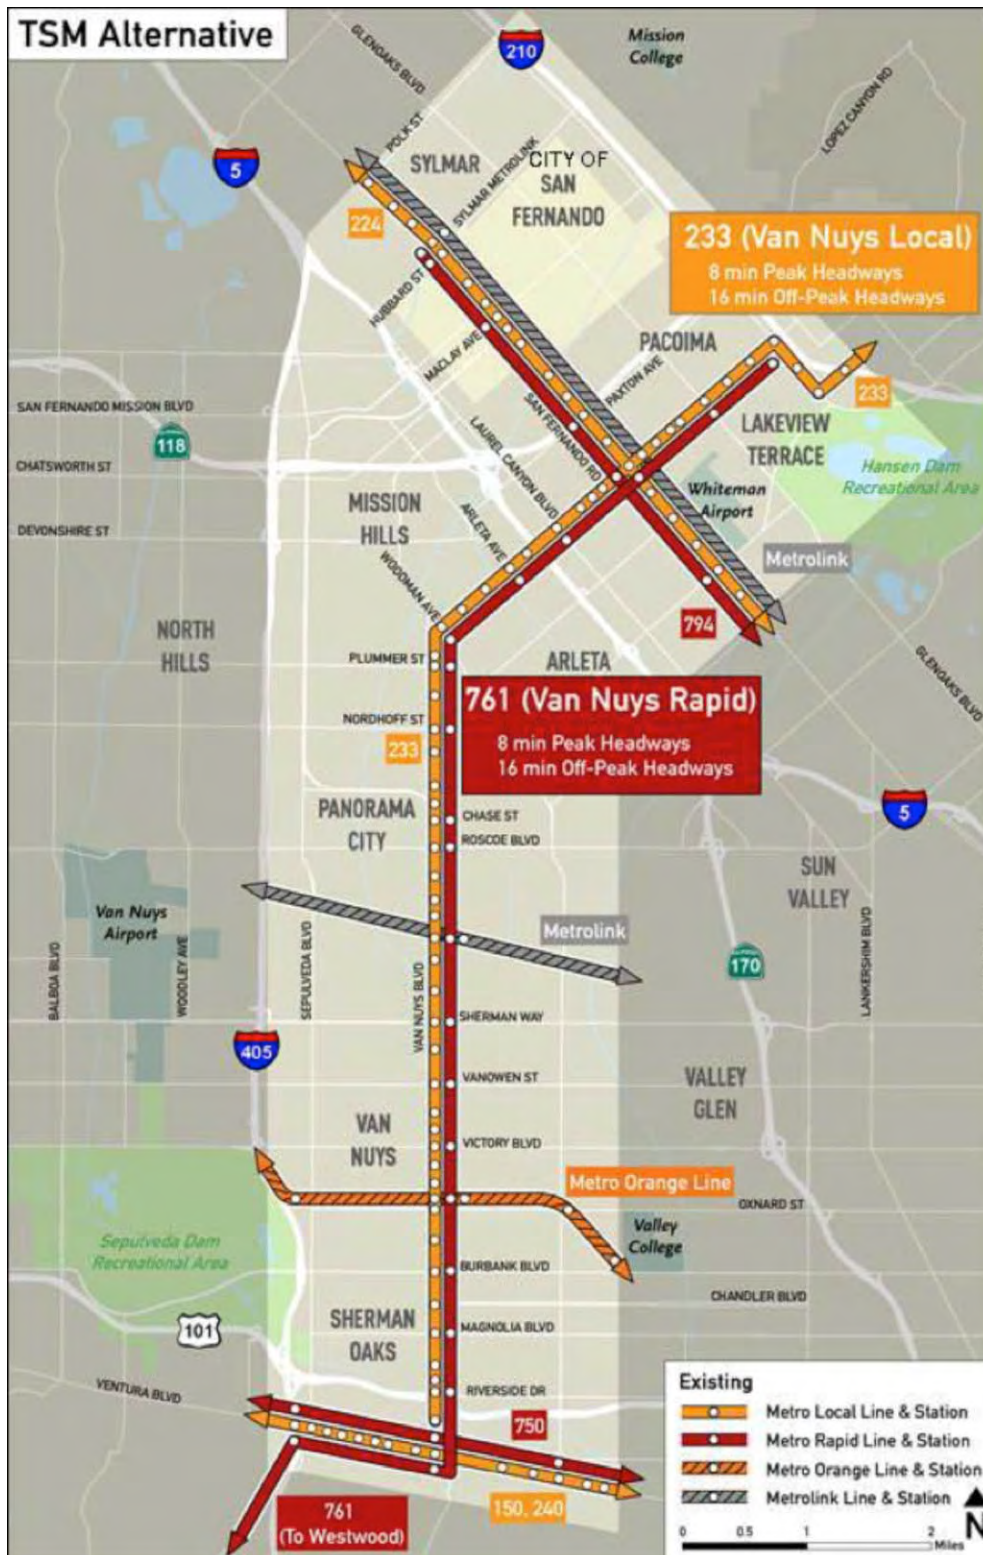 TSM Alternative
GLENOAKS BLVD
210
Mission
College
LOPEZ CANYON RD
POLK ST
5
SYLMAR
SYLMAR METROLINK
CITY OF
SAN
FERNANDO
224
233 (Van Nuys Local)
8 min Peak Headways
16 min Off-Peak Headways
HUBBARD ST
MACLAY AVE
PACOIMA
PAXTON AVE
233
SAN FERNANDO MISSION BLVD
118
SAN FERNANDO RD
LAUREL CANYON BLVD
LAKEVIEW
TERRACE
CHATSWORTH ST
Hansen Dam
Recreational Area
Whiteman
Airport
MISSION
HILLS
DEVONSHIRE ST
ARLETA AVE
WOODMAN AVE
Metrolink
NORTH
HILLS
794
PLUMMER ST
ARLETA
GLENOAKS BLVD
761 (Van Nuys Rapid)
8 min Peak Headways
16 min Off-Peak Headways
NORDHOFF ST
233
PANORAMA
CITY
CHASE ST
ROSCOE BLVD
5
SUN
VALLEY
Van Nuys
Airport
Metrolink
170
BALBOA BLVD
WOODLEY AVE
SEPULVEDA BLVD
VAN NUYS BLVD
LANKERSHIM BLVD
SHERMAN WAY
405
VANOWEN ST
VALLEY
GLEN
VAN
NUYS
VICTORY BLVD
Metro Orange Line
OXNARD ST
Valley
College
Sepulveda Dam
Recreational Area
BURBANK BLVD
CHANDLER BLVD
SHERMAN
OAKS
MAGNOLIA BLVD
101
VENTURA BLVD
RIVERSIDE DR
750
150, 240
761
(To Westwood)
Existing
Metro Local Line & Station
Metro Rapid Line & Station
Metro Orange Line & Station
Metrolink Line & Station
N
0 0.5 1 2
Miles